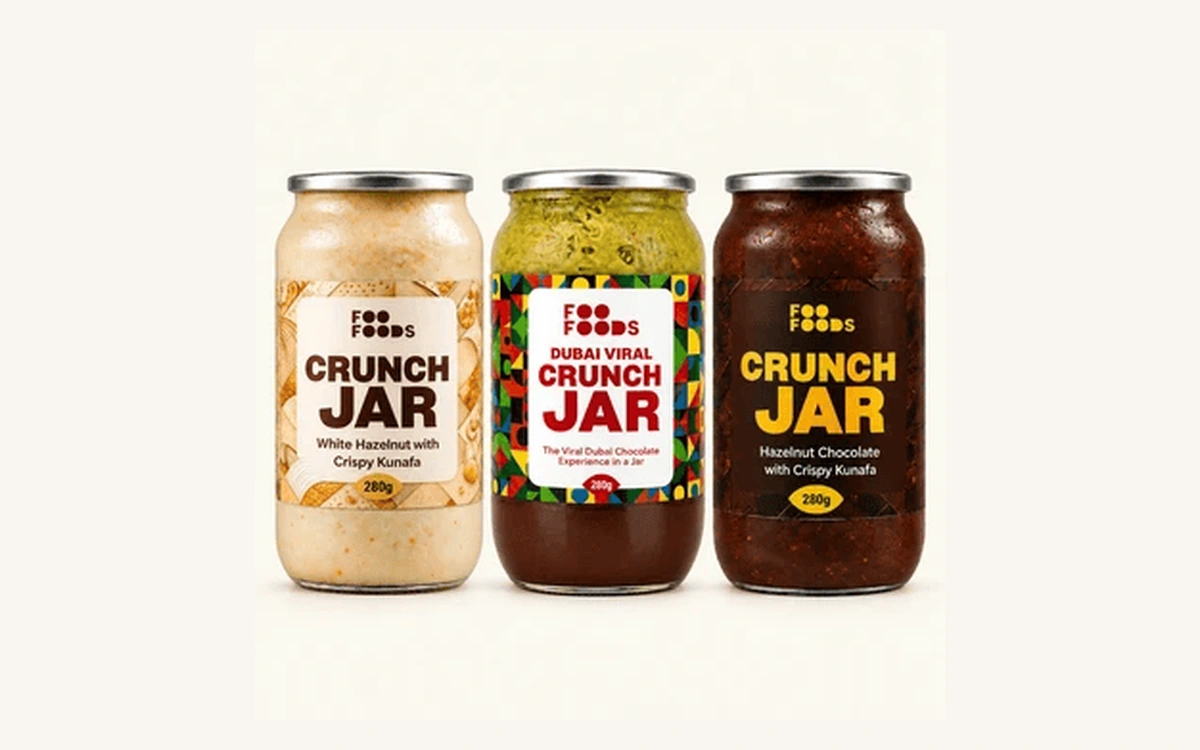 FOO
FOODS
CRUNCH
JAR
White Hazelnut with
Crispy Kunafa
280g
FOO
FOODS
DUBAI VIRAL
CRUNCH
JAR
The Viral Dubai Chocolate
Experience in a Jar
280g
FOO
FOODS
CRUNCH
JAR
Hazelnut Chocolate
with Crispy Kunafa
280g